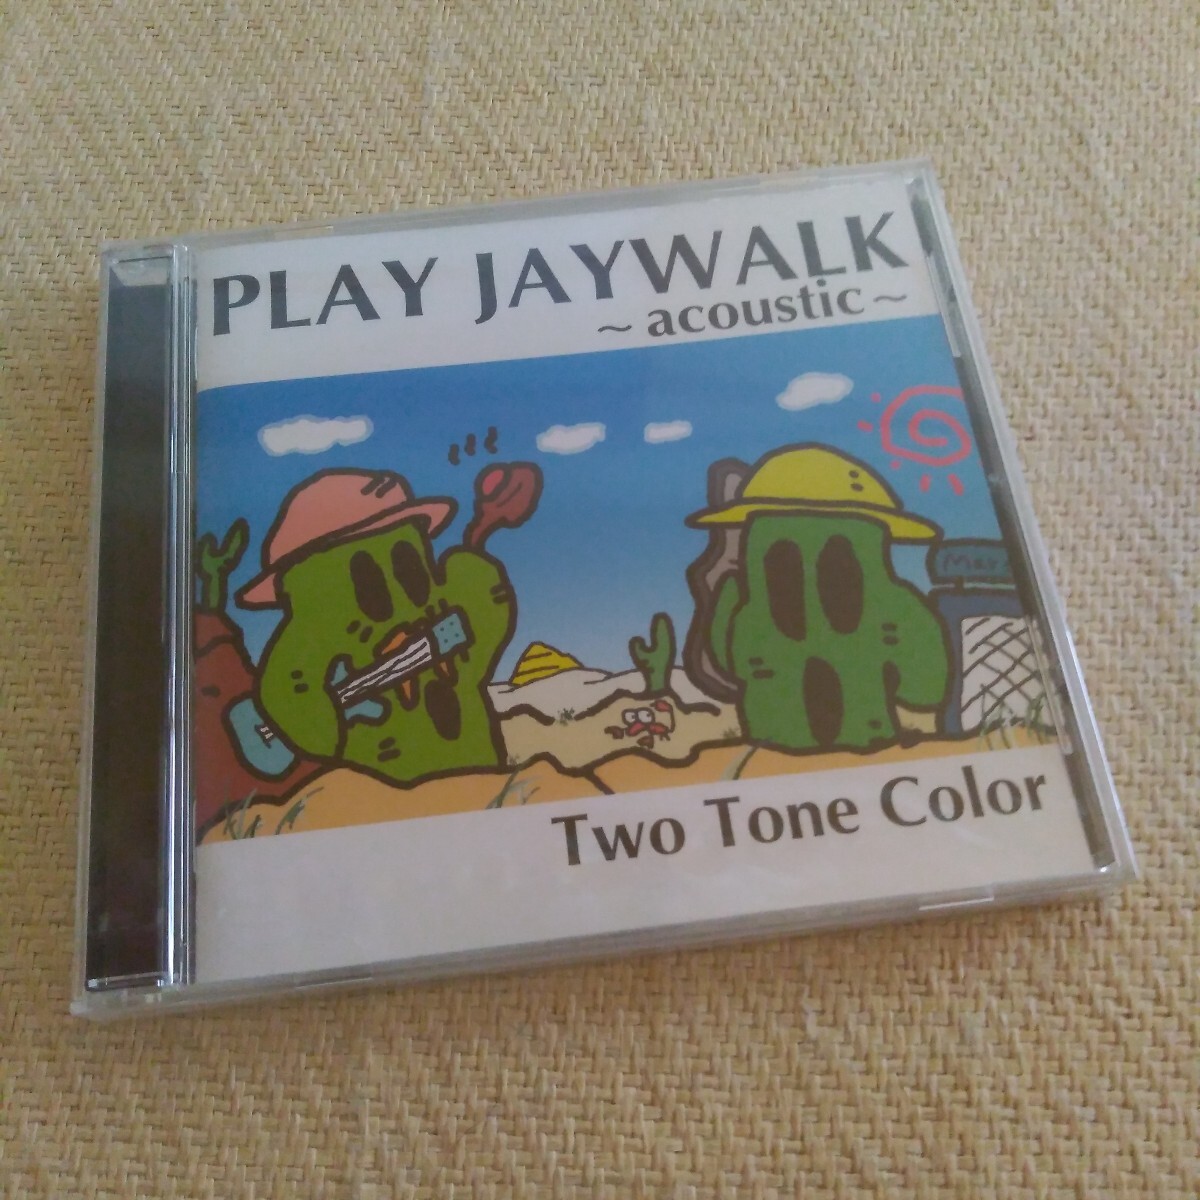 PLAY JAYWALK
~acoustic~
Two Tone Color